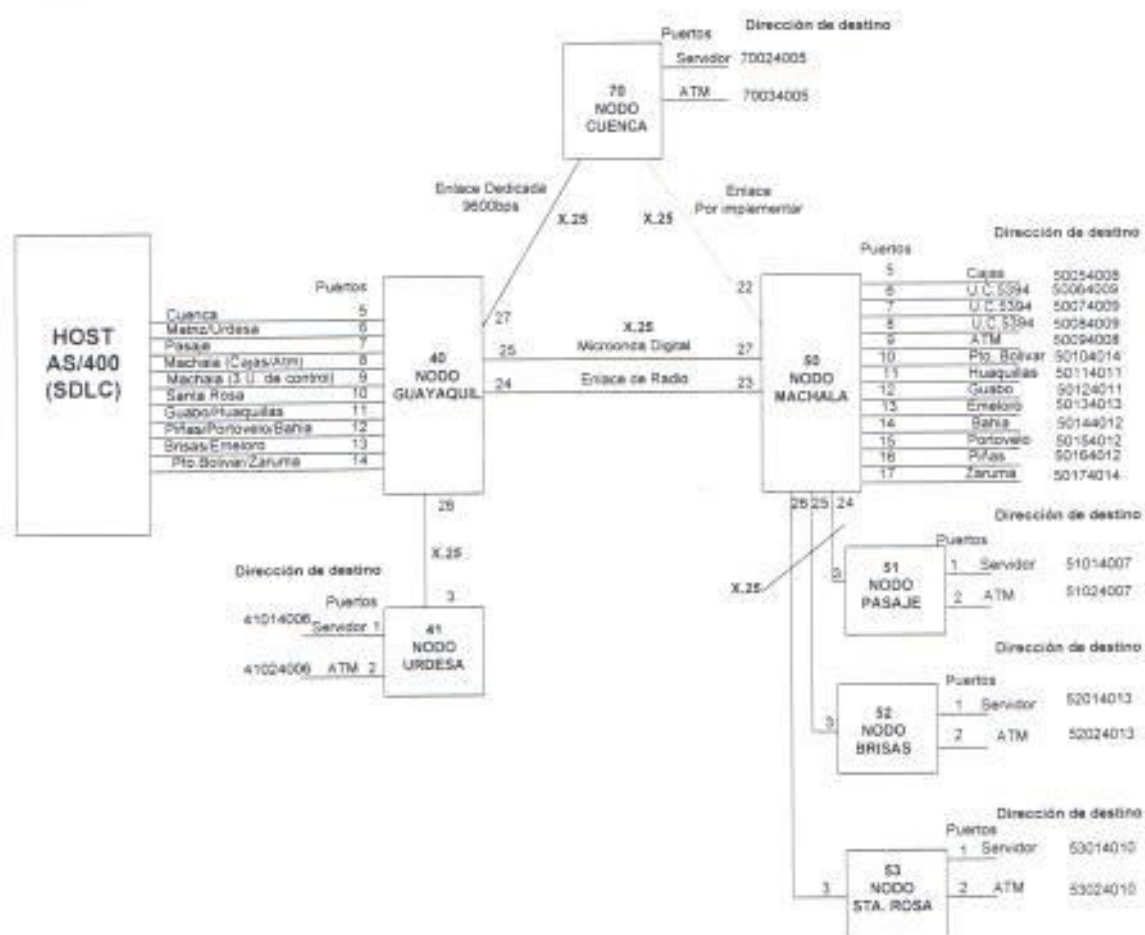 Puertos
Dirección de destino
Servidor 70024005
ATM 70034005
70
NODO
CUENCA
Enlace Dedicada
9600bps
X.25
X.25
Enlace
Por implementar
HOST
AS/400
(SDLC)
Puertos
Cuenca 5
Matriz/Urdesa 6
Pasaje 7
Machala (Cajas/Atm) 8
Machala (3 U. de control) 9
Santa Rosa 10
Guabo/Huaquillas 11
Piñas/Portovelo/Bahia 12
Brisas/Emeloro 13
Pto.Bolivar/Zaruma 14
40
NODO
GUAYAQUIL
27
25
24
X.25
Microonda Digital
Enlace de Radio
22
27
23
50
NODO
MACHALA
Dirección de destino
Puertos
5 Cajas 50054008
6 U.C.5394 50064009
7 U.C.5394 50074009
8 U.C.5394 50084009
9 ATM 50094008
10 Pto. Bolivar 50104014
11 Huaquillas 50114011
12 Guabo 50124011
13 Emeloro 50134013
14 Bahia 50144012
15 Portovelo 50154012
16 Piñas 50164012
17 Zaruma 50174014
26 25 24
X.25
26
X.25
3
Dirección de destino
Puertos
41014006 Servidor 1
41024006 ATM 2
41
NODO
URDESA
Dirección de destino
Puertos
3
51
NODO
PASAJE
1 Servidor 51014007
2 ATM 51024007
Dirección de destino
Puertos
3
52
NODO
BRISAS
1 Servidor 52014013
2 ATM 52024013
Dirección de destino
Puertos
3
53
NODO
STA. ROSA
1 Servidor 53014010
2 ATM 53024010